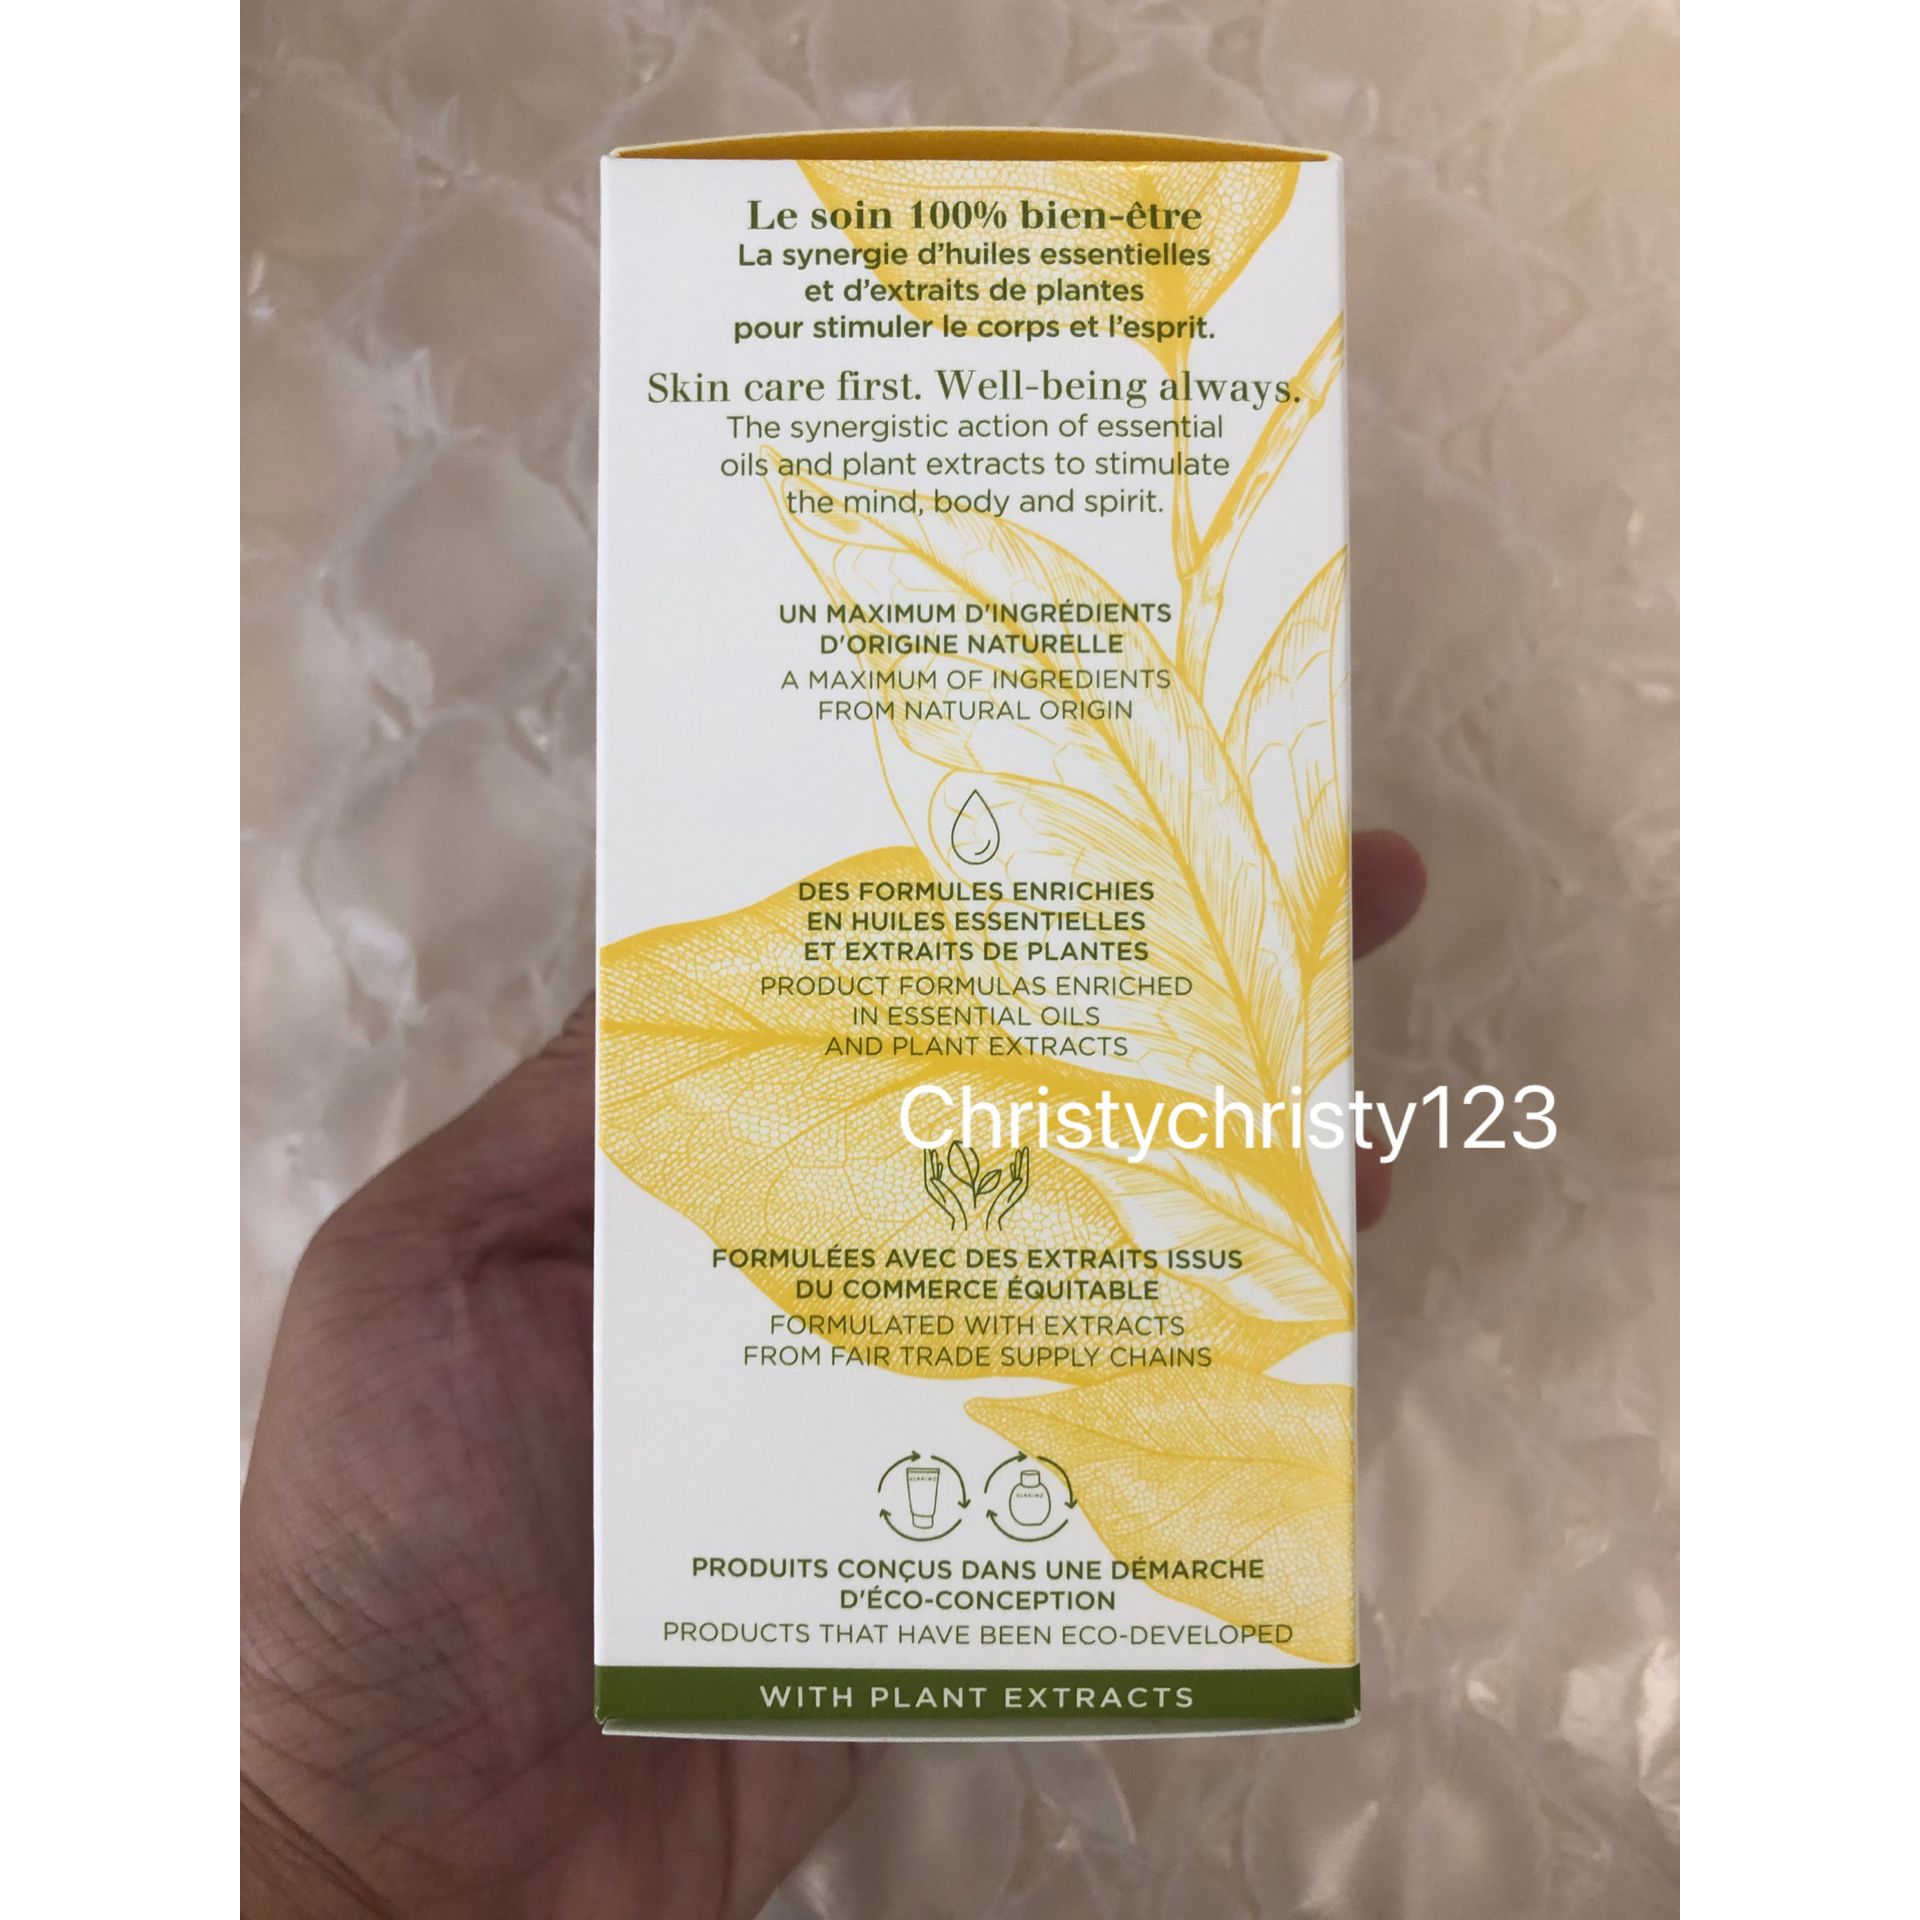 Le soin 100% bien-être
La synergie d'huiles essentielles
et d'extraits de plantes
pour stimuler le corps et l'esprit.
Skin care first. Well-being always.
The synergistic action of essential
oils and plant extracts to stimulate
the mind, body and spirit.
UN MAXIMUM D'INGRÉDIENTS
D'ORIGINE NATURELLE
A MAXIMUM OF INGREDIENTS
FROM NATURAL ORIGIN
DES FORMULES ENRICHIES
EN HUILES ESSENTIELLES
ET EXTRAITS DE PLANTES
PRODUCT FORMULAS ENRICHED
IN ESSENTIAL OILS
AND PLANT EXTRACTS
Christychristy123
FORMULÉES AVEC DES EXTRAITS ISSUS
DU COMMERCE ÉQUITABLE
FORMULATED WITH EXTRACTS
FROM FAIR TRADE SUPPLY CHAINS
CLARINS CLARINS
PRODUITS CONÇUS DANS UNE DÉMARCHE
D'ÉCO-CONCEPTION
PRODUCTS THAT HAVE BEEN ECO-DEVELOPED
WITH PLANT EXTRACTS